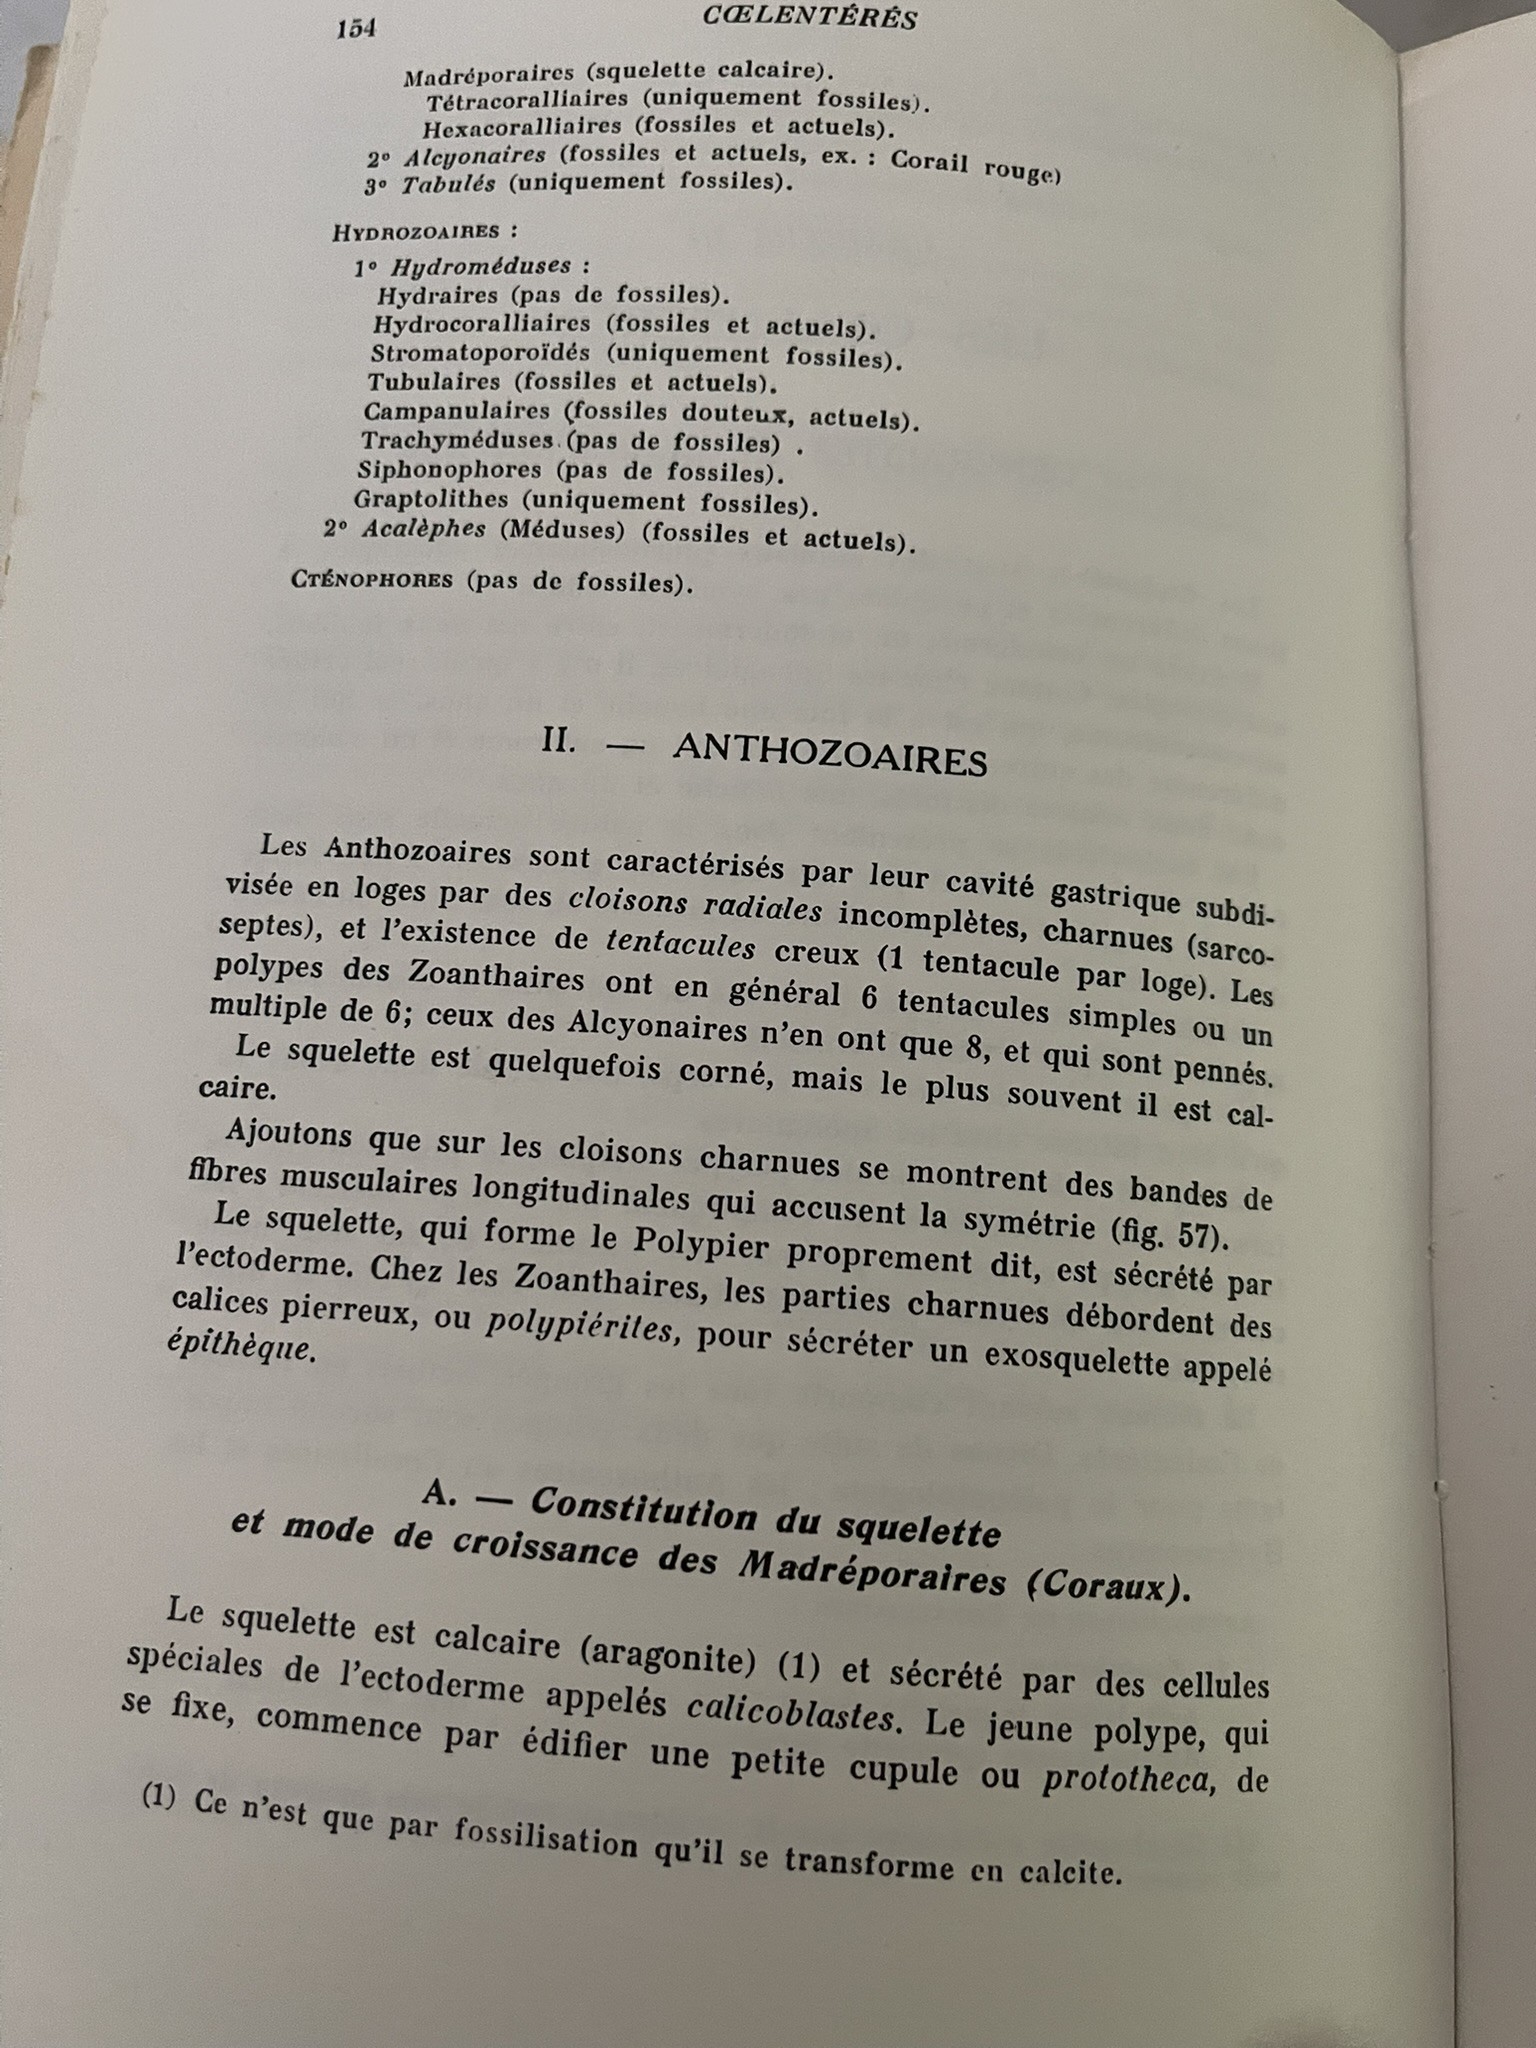 154
CŒLENTÉRÉS
Madréporaires (squelette calcaire).
Tétracoralliaires (uniquement fossiles).
Hexacoralliaires (fossiles et actuels).
2º Alcyonaires (fossiles et actuels, ex. : Corail rouge)
3º Tabulés (uniquement fossiles).
HYDROZOAIRES :
1º Hydroméduses :
Hydraires (pas de fossiles).
Hydrocoralliaires (fossiles et actuels).
Stromatoporoïdés (uniquement fossiles).
Tubulaires (fossiles et actuels).
Campanulaires (fossiles douteux, actuels).
Trachyméduses (pas de fossiles) .
Siphonophores (pas de fossiles).
Graptolithes (uniquement fossiles).
2º Acalèphes (Méduses) (fossiles et actuels).
CTÉNOPHORES (pas de fossiles).
II. — ANTHOZOAIRES
Les Anthozoaires sont caractérisés par leur cavité gastrique subdi-
visée en loges par des cloisons radiales incomplètes, charnues (sarco-
septes), et l'existence de tentacules creux (1 tentacule par loge). Les
polypes des Zoanthaires ont en général 6 tentacules simples ou un
multiple de 6; ceux des Alcyonaires n'en ont que 8, et qui sont pennés.
Le squelette est quelquefois corné, mais le plus souvent il est cal-
caire.
Ajoutons que sur les cloisons charnues se montrent des bandes de
fibres musculaires longitudinales qui accusent la symétrie (fig. 57).
Le squelette, qui forme le Polypier proprement dit, est sécrété par
l'ectoderme. Chez les Zoanthaires, les parties charnues débordent des
calices pierreux, ou polypiérites, pour sécréter un exosquelette appelé
épithèque.
A. — Constitution du squelette
et mode de croissance des Madréporaires (Coraux).
Le squelette est calcaire (aragonite) (1) et sécrété par des cellules
spéciales de l'ectoderme appelés calicoblastes. Le jeune polype, qui
se fixe, commence par édifier une petite cupule ou prototheca, de
(1) Ce n'est que par fossilisation qu'il se transforme en calcite.